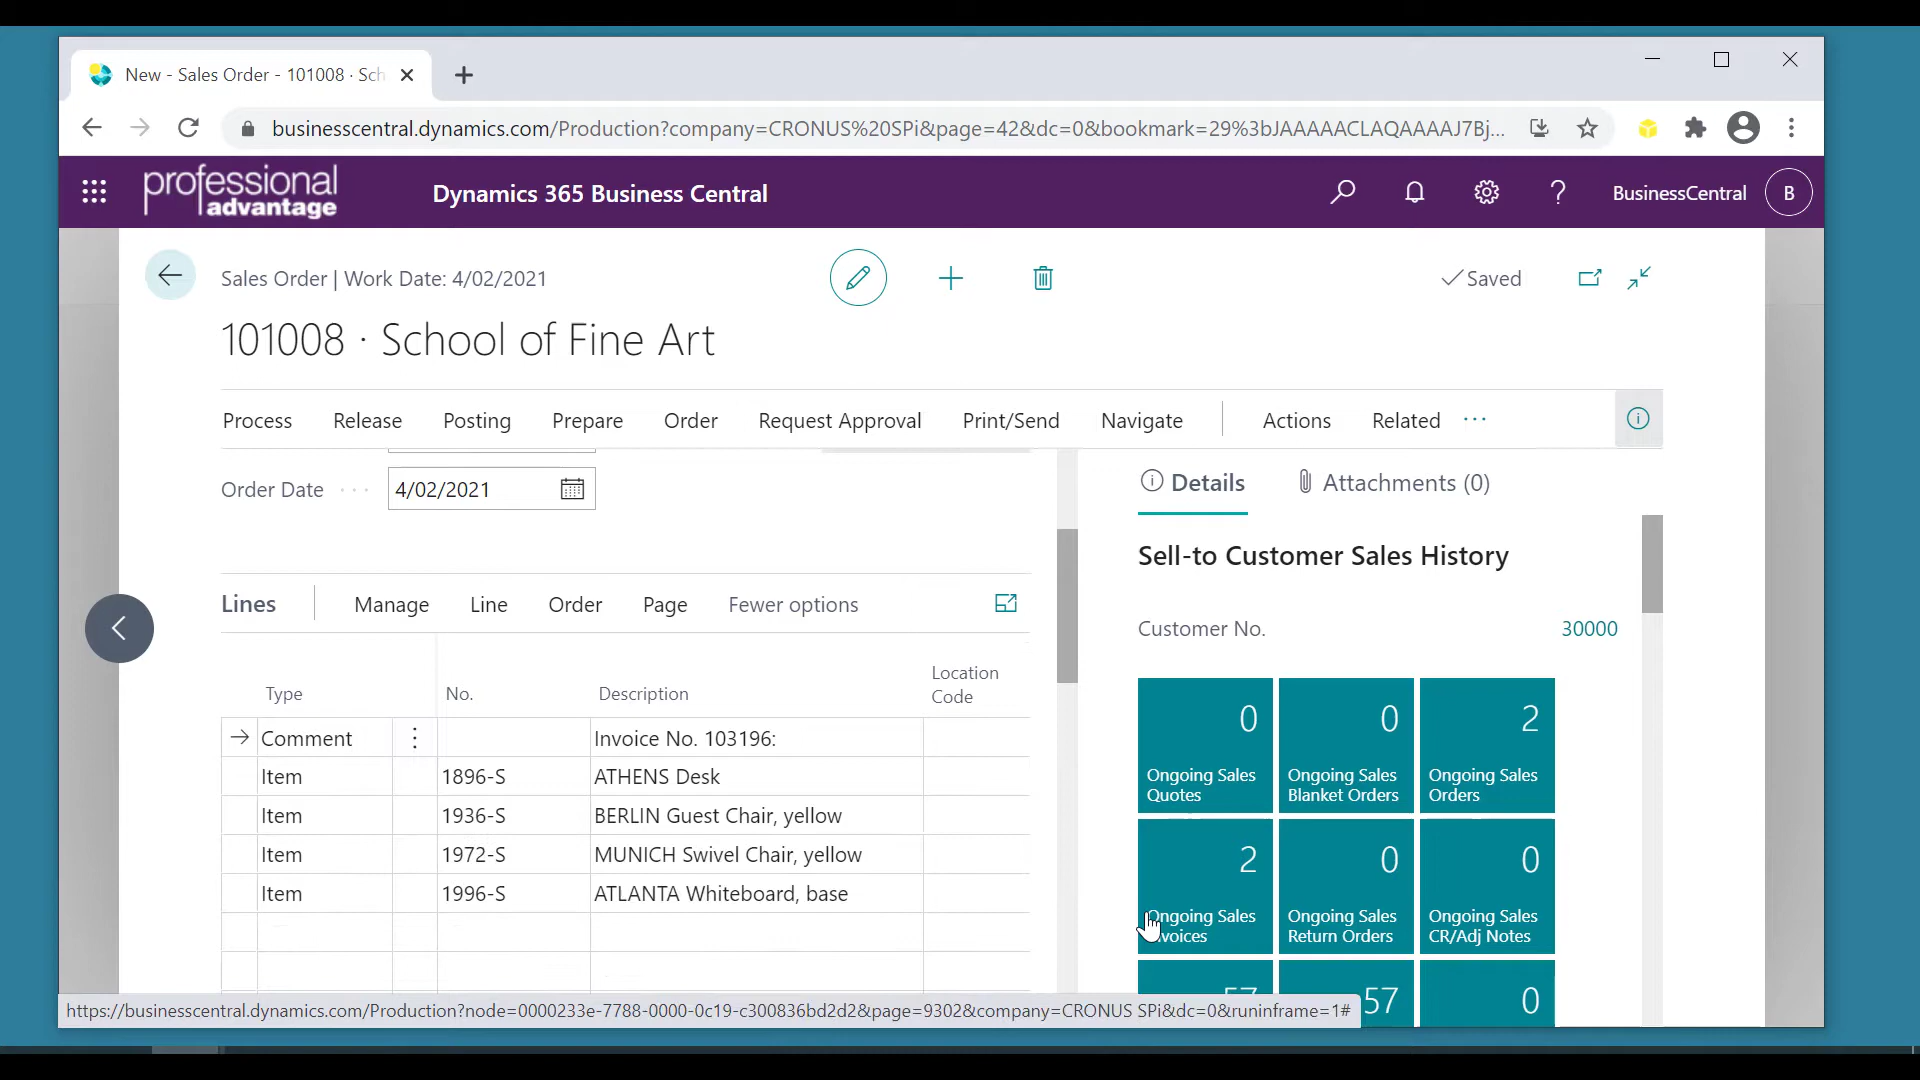 New - Sales Order - 101008 · Sch
businesscentral.dynamics.com/Production?company=CRONUS%20SPi&page=42&dc=0&bookmark=29%3bJAAAAACLAQAAAAJ7Bj...
professional
advantage
Dynamics 365 Business Central
BusinessCentral
B
Sales Order | Work Date: 4/02/2021
Saved
101008 · School of Fine Art
Process Release Posting Prepare Order Request Approval Print/Send Navigate Actions Related ···
Order Date
4/02/2021
Details
Attachments (0)
Sell-to Customer Sales History
Lines Manage Line Order Page Fewer options
Customer No. 30000
Type No. Description Location
Code
Comment Invoice No. 103196:
Item 1896-S ATHENS Desk
Item 1936-S BERLIN Guest Chair, yellow
Item 1972-S MUNICH Swivel Chair, yellow
Item 1996-S ATLANTA Whiteboard, base
0
Ongoing Sales
Quotes
0
Ongoing Sales
Blanket Orders
2
Ongoing Sales
Orders
2
Ongoing Sales
0
Ongoing Sales
Return Orders
0
Ongoing Sales
CR/Adj Notes
57
57
0
https://businesscentral.dynamics.com/Production?node=0000233e-7788-0000-0c19-c300836bd2d2&page=9302&company=CRONUS SPi&dc=0&runinframe=1#